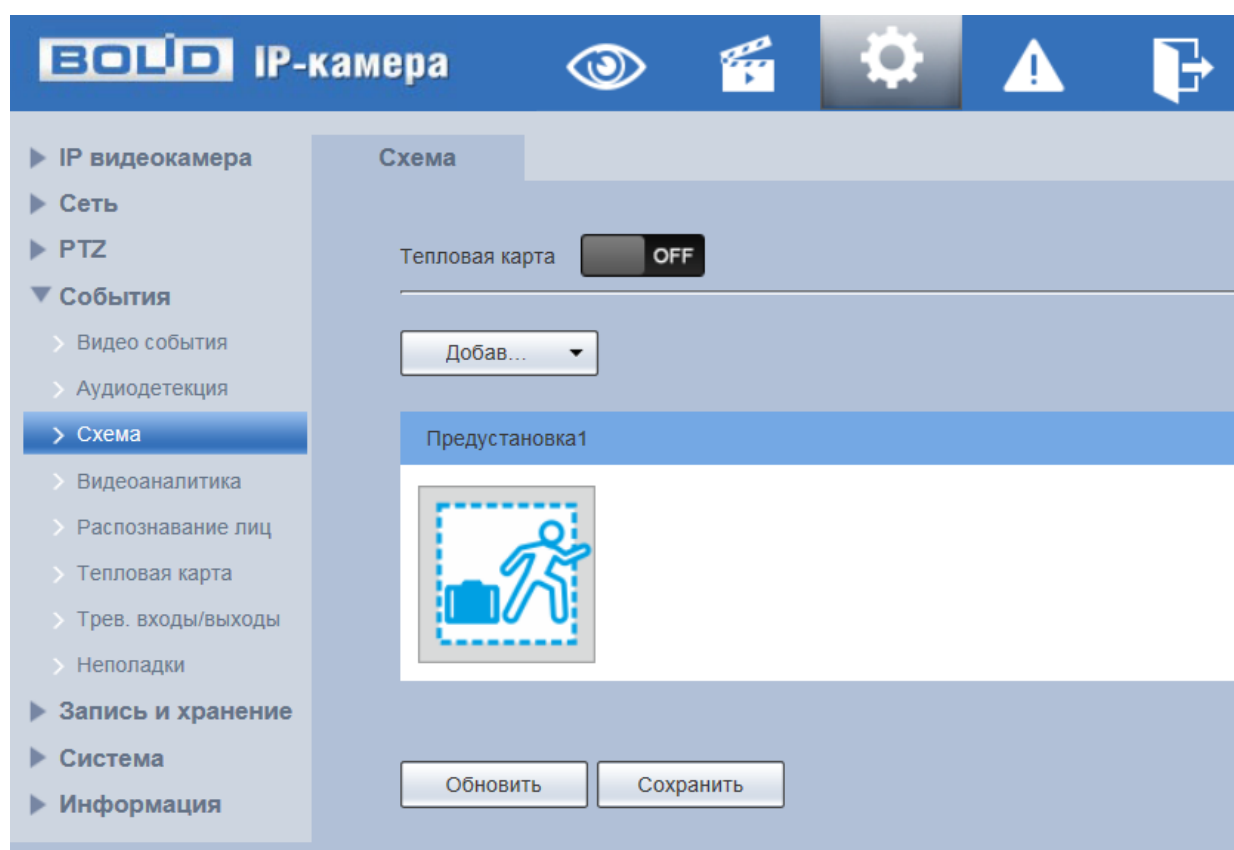 BOLID IP-камера
IP видеокамера
Сеть
PTZ
События
Видео события
Аудиодетекция
Схема
Видеоаналитика
Распознавание лиц
Тепловая карта
Трев. входы/выходы
Неполадки
Запись и хранение
Система
Информация
Схема
Тепловая карта OFF
Добав...
Предустановка1
Обновить Сохранить